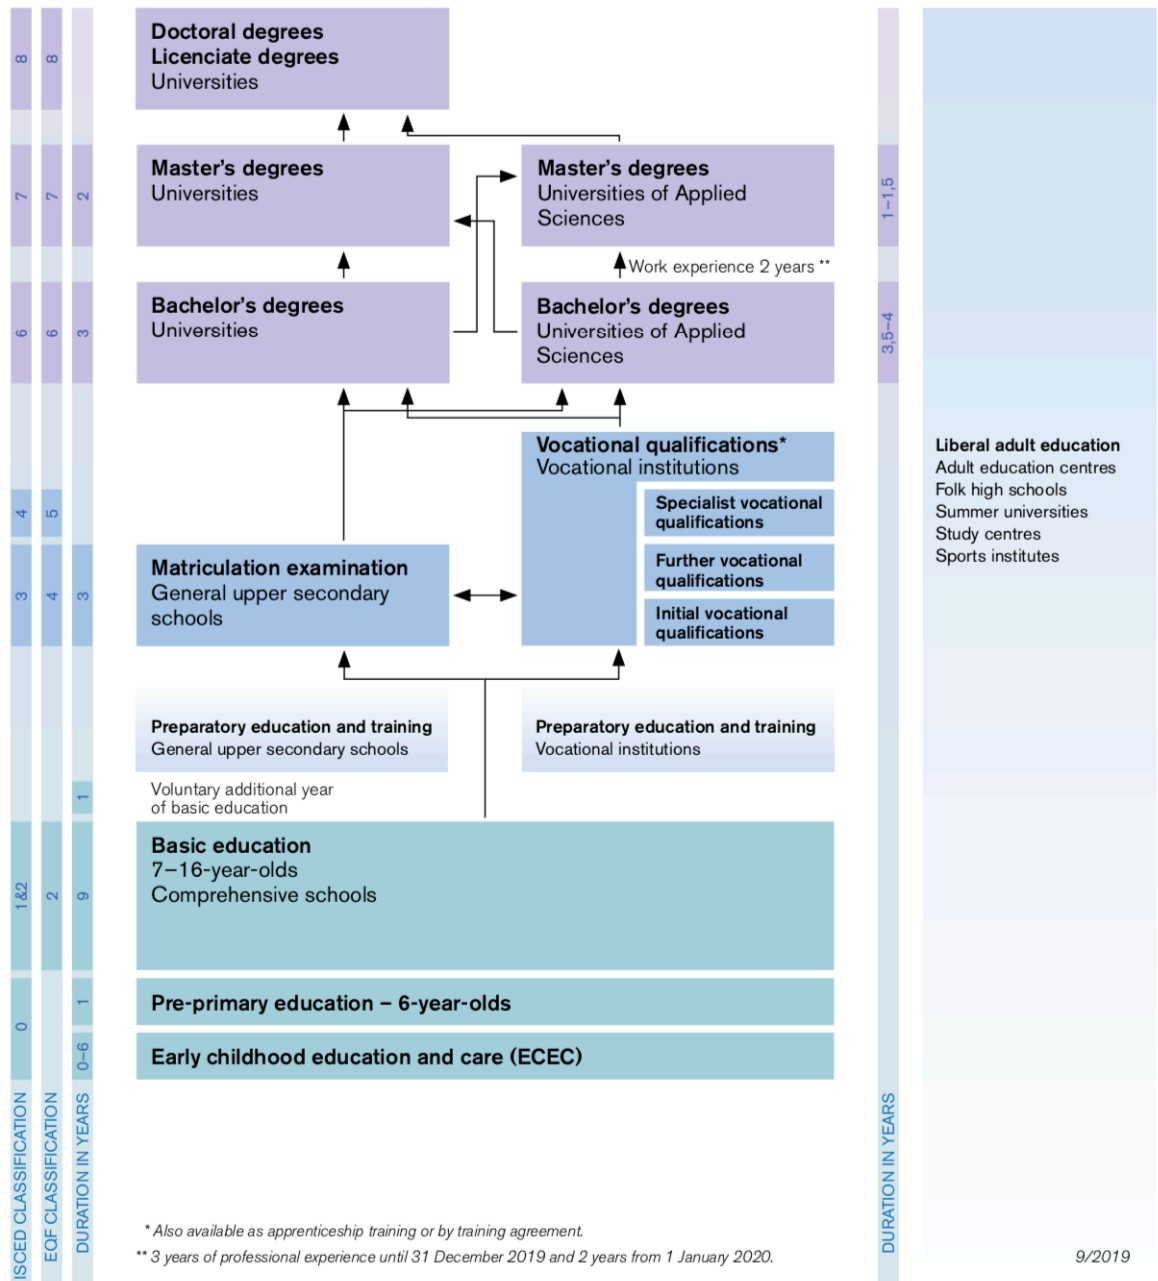 Doctoral degrees
Licenciate degrees
Universities
8
8
Master's degrees
Universities
Master's degrees
Universities of Applied
Sciences
7
7
2
1–1,5
Work experience 2 years **
Bachelor's degrees
Universities
Bachelor's degrees
Universities of Applied
Sciences
6
6
3
3,5–4
Vocational qualifications*
Vocational institutions
Specialist vocational
qualifications
Further vocational
qualifications
Initial vocational
qualifications
4
5
Matriculation examination
General upper secondary
schools
3
4
3
Liberal adult education
Adult education centres
Folk high schools
Summer universities
Study centres
Sports institutes
Preparatory education and training
General upper secondary schools
Preparatory education and training
Vocational institutions
Voluntary additional year
of basic education
1
Basic education
7–16-year-olds
Comprehensive schools
1&2
2
9
Pre-primary education – 6-year-olds
0
1
Early childhood education and care (ECEC)
0–6
ISCED CLASSIFICATION
EQF CLASSIFICATION
DURATION IN YEARS
DURATION IN YEARS
* Also available as apprenticeship training or by training agreement.
** 3 years of professional experience until 31 December 2019 and 2 years from 1 January 2020.
9/2019